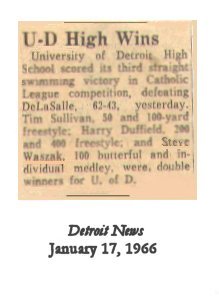 U-D High Wins
University of Detroit High
School scored its third straight
swimming victory in Catholic
League competition, defeating
DeLaSalle, 62-43, yesterday.
Tim Sullivan, 50 and 100-yard
freestyle; Harry Duffield, 200
and 400 freestyle; and Steve
Waszak, 100 butterful and in-
dividual medley, were double
winners for U. of D.
Detroit News
January 17, 1966